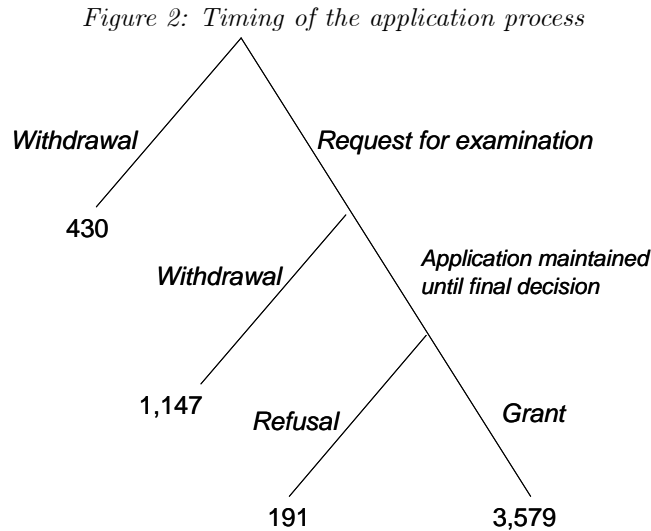 Figure 2: Timing of the application process
Withdrawal
Request for examination
430
Withdrawal
Application maintained
until final decision
1,147
Refusal
Grant
191
3,579